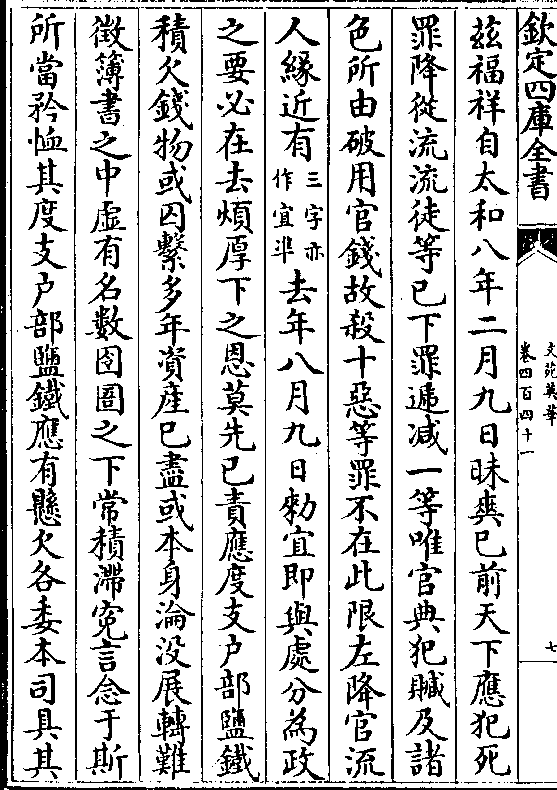 欽定四庫全書
文苑英華
卷四百四十一
七
兹福祥自太和八年二月九日昧爽已前天下應犯死
罪降從流流徒等已下罪遞減一等唯官典犯贓及諸
色所由破用官錢故殺十惡等罪不在此限左降官流
人緣近有三字亦作宜準去年八月九日勑宜即與處分為政
之要必在去煩厚下之恩莫先已責應度支户部鹽鐵
積欠錢物或囚繫多年資産已盡或本身淪没展轉難
徴簿書之中虚有名數囹圄之下常積滯寃言念于斯
所當矜恤其度支户部鹽鐵應有懸欠各委本司具其